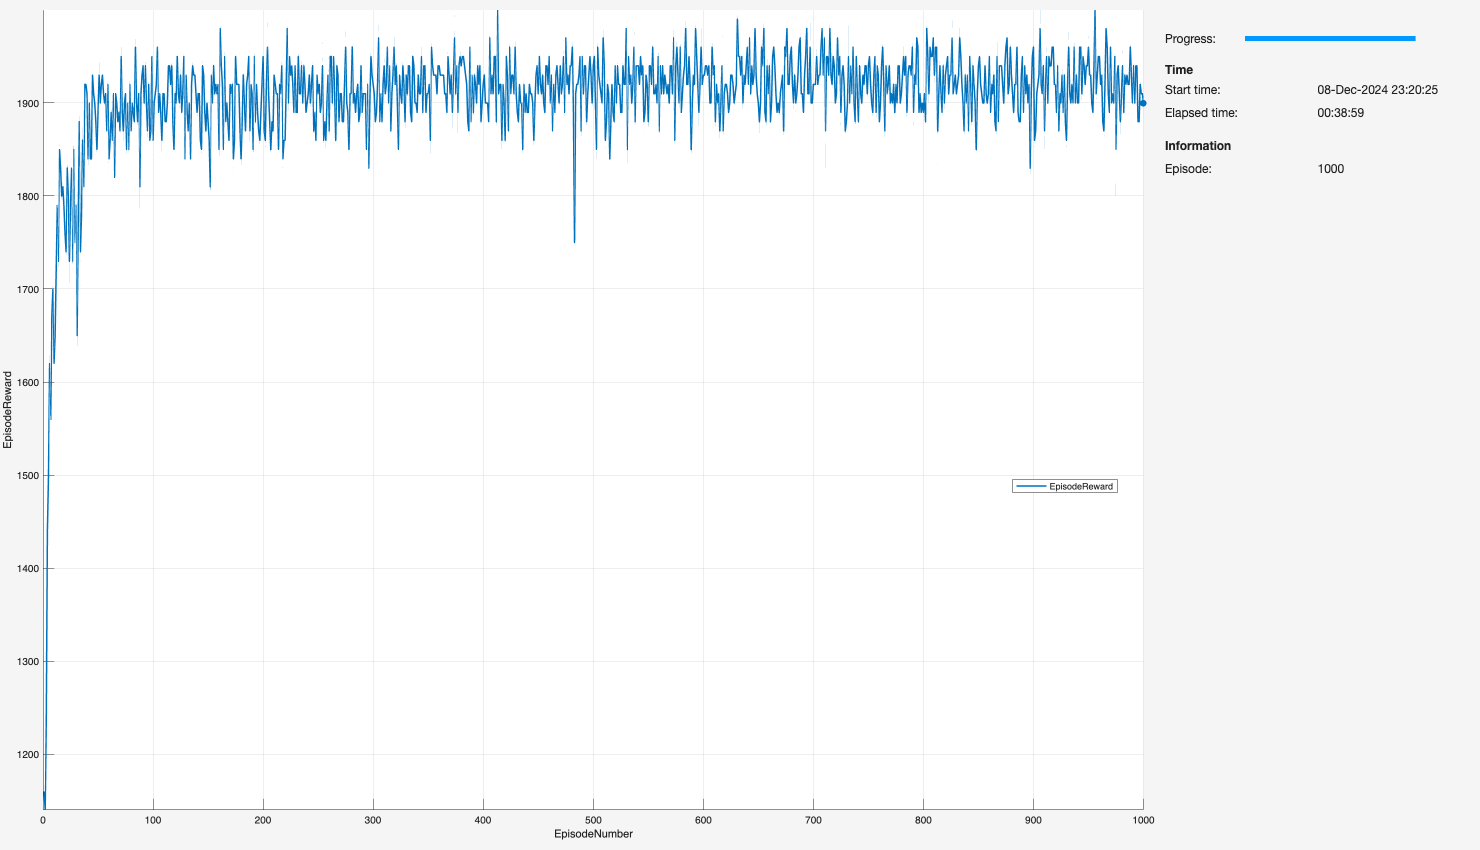 Progress:
Time
Start time: 08-Dec-2024 23:20:25
Elapsed time: 00:38:59
Information
Episode: 1000
1900
1800
1700
1600
1500
1400
1300
1200
EpisodeReward
EpisodeReward
0 100 200 300 400 500 600 700 800 900 1000
EpisodeNumber